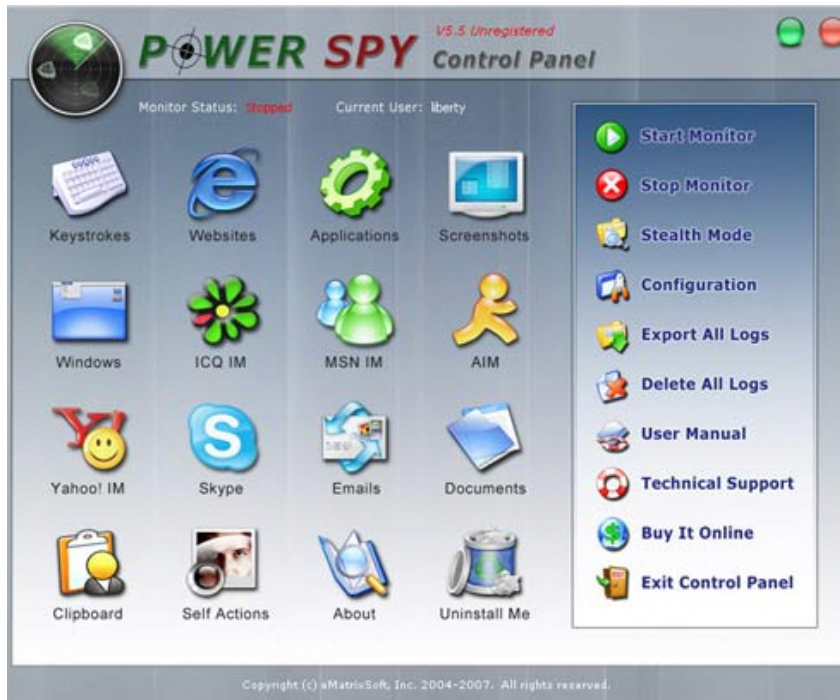 POWER SPY
V5.5 Unregistered
Control Panel
Monitor Status: Stopped Current User: liberty
Keystrokes Websites Applications Screenshots
Windows ICQ IM MSN IM AIM
Yahoo! IM Skype Emails Documents
Clipboard Self Actions About Uninstall Me
Start Monitor
Stop Monitor
Stealth Mode
Configuration
Export All Logs
Delete All Logs
User Manual
Technical Support
Buy It Online
Exit Control Panel
Copyright (c) eMatrixSoft, Inc. 2004-2007. All rights reserved.